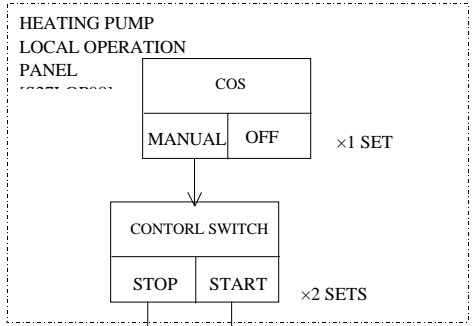 HEATING PUMP
LOCAL OPERATION
PANEL
COS
MANUAL OFF
×1 SET
CONTORL SWITCH
STOP START
×2 SETS